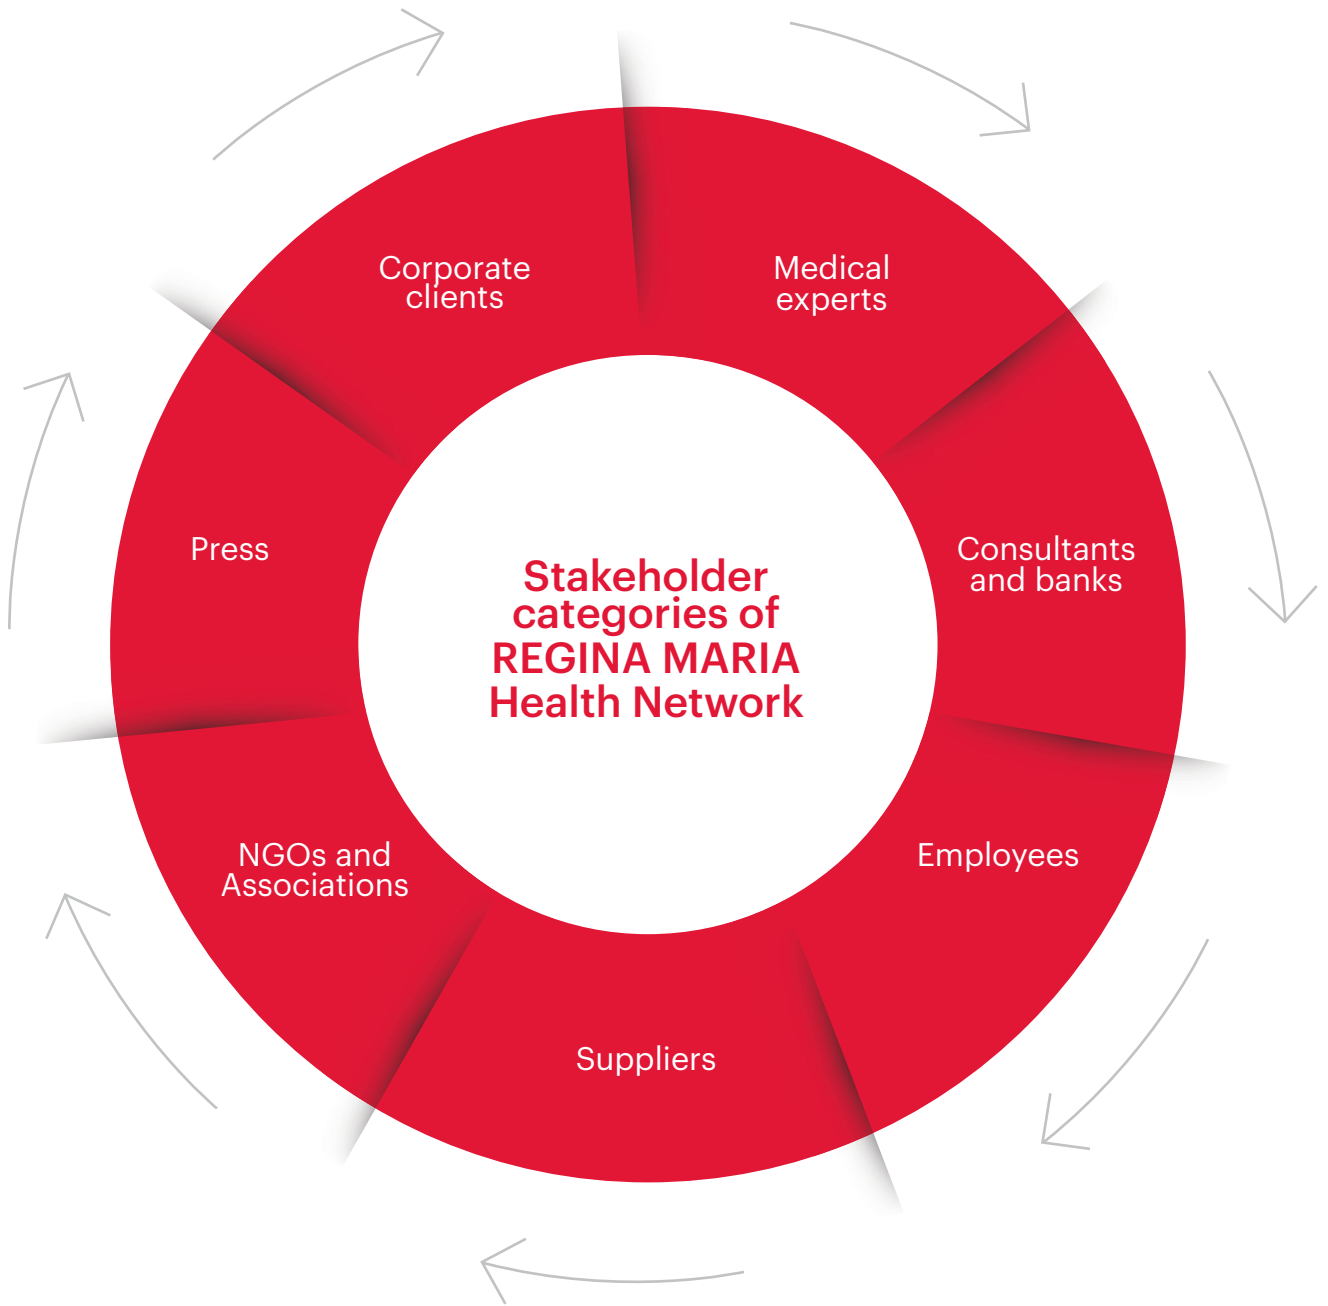 Corporate
clients
Medical
experts
Press
Consultants
and banks
Stakeholder
categories of
REGINA MARIA
Health Network
NGOs and
Associations
Employees
Suppliers